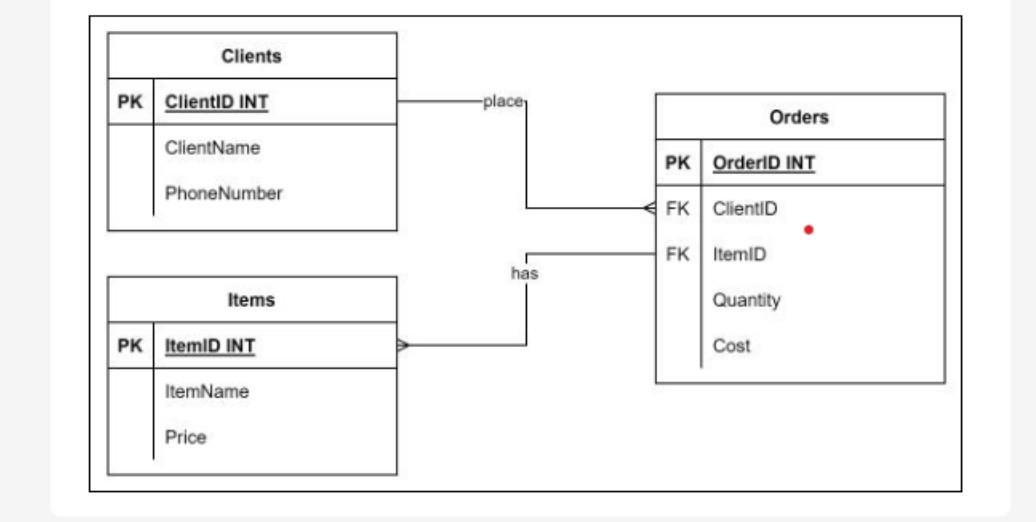 Clients
PK ClientID INT
ClientName
PhoneNumber
place
Orders
PK OrderID INT
FK ClientID
FK ItemID
Quantity
Cost
has
Items
PK ItemID INT
ItemName
Price